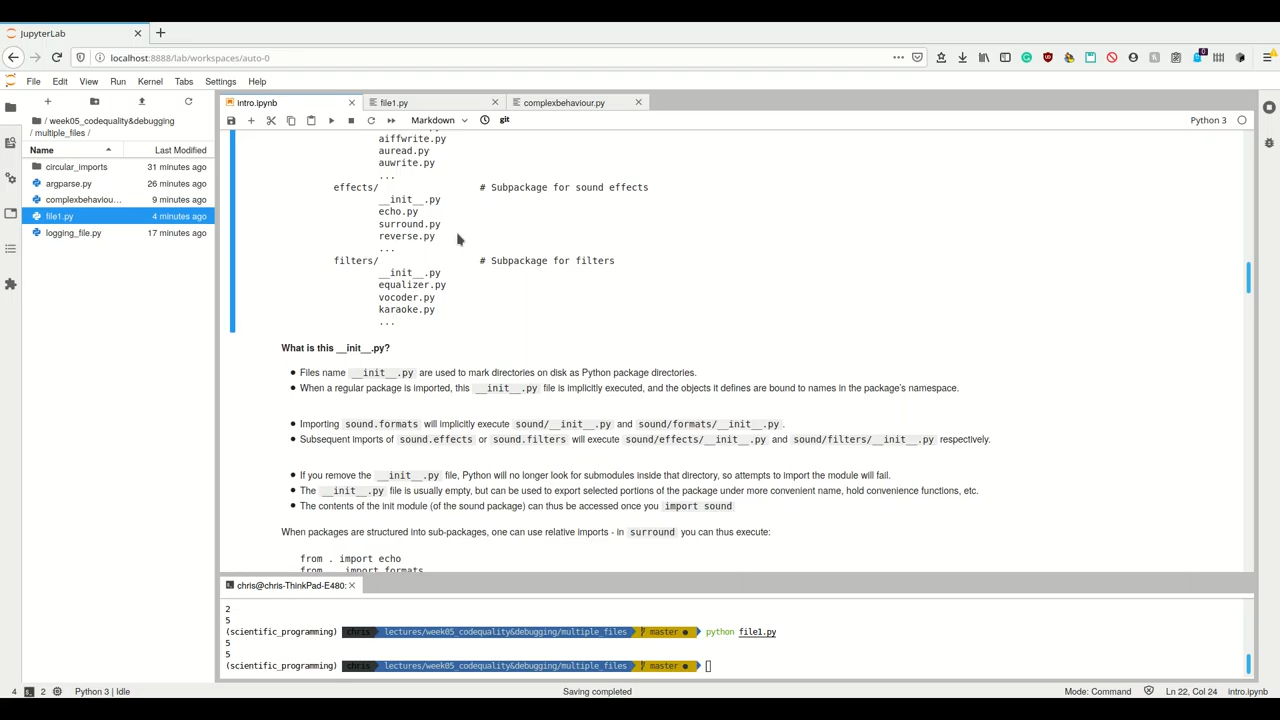 JupyterLab
localhost:8888/lab/workspaces/auto-0
0
File Edit View Run Kernel Tabs Settings Help
/ week05_codequality&debugging
/ multiple_files /
Name Last Modified
circular_imports 31 minutes ago
argparse.py 26 minutes ago
complexbehaviou... 9 minutes ago
file1.py 4 minutes ago
logging_file.py 17 minutes ago
intro.ipynb file1.py complexbehaviour.py
Markdown git Python 3
aiffwrite.py
auread.py
auwrite.py
...
effects/ # Subpackage for sound effects
__init__.py
echo.py
surround.py
reverse.py
...
filters/ # Subpackage for filters
__init__.py
equalizer.py
vocoder.py
karaoke.py
...
What is this __init__.py?
Files name __init__.py are used to mark directories on disk as Python package directories.
When a regular package is imported, this __init__.py file is implicitly executed, and the objects it defines are bound to names in the package's namespace.
Importing sound.formats will implicitly execute sound/__init__.py and sound/formats/__init__.py .
Subsequent imports of sound.effects or sound.filters will execute sound/effects/__init__.py and sound/filters/__init__.py respectively.
If you remove the __init__.py file, Python will no longer look for submodules inside that directory, so attempts to import the module will fail.
The __init__.py file is usually empty, but can be used to export selected portions of the package under more convenient name, hold convenience functions, etc.
The contents of the init module (of the sound package) can thus be accessed once you import sound
When packages are structured into sub-packages, one can use relative imports - in surround you can thus execute:
from . import echo
from .. import formats
chris@chris-ThinkPad-E480:
2
5
(scientific_programming) chris lectures/week05_codequality&debugging/multiple_files master ● python file1.py
5
5
(scientific_programming) chris lectures/week05_codequality&debugging/multiple_files master ●
4 2 Python 3 | Idle Saving completed Mode: Command Ln 22, Col 24 intro.ipynb